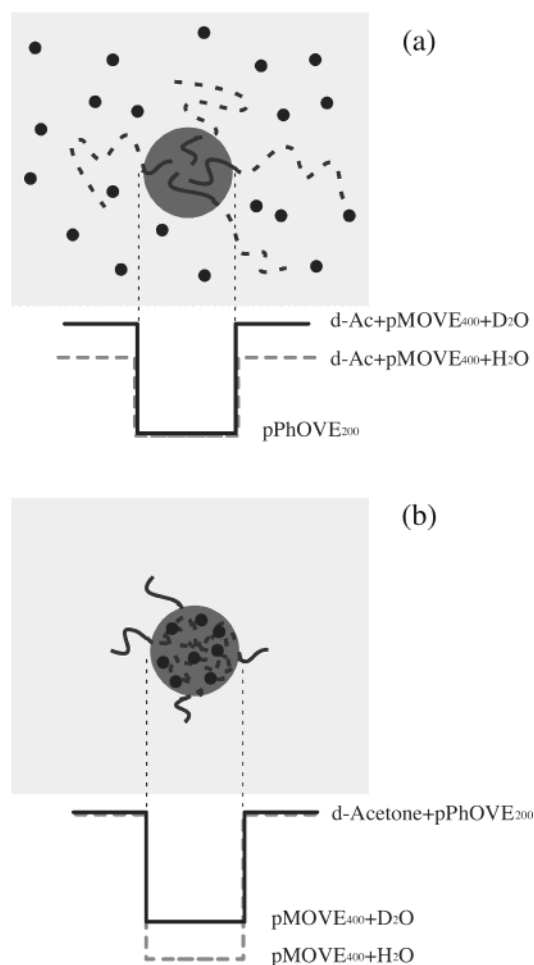 (a)
d-Ac+pMOVE₄₀₀+D₂O
d-Ac+pMOVE₄₀₀+H₂O
pPhOVE₂₀₀
(b)
d-Acetone+pPhOVE₂₀₀
pMOVE₄₀₀+D₂O
pMOVE₄₀₀+H₂O